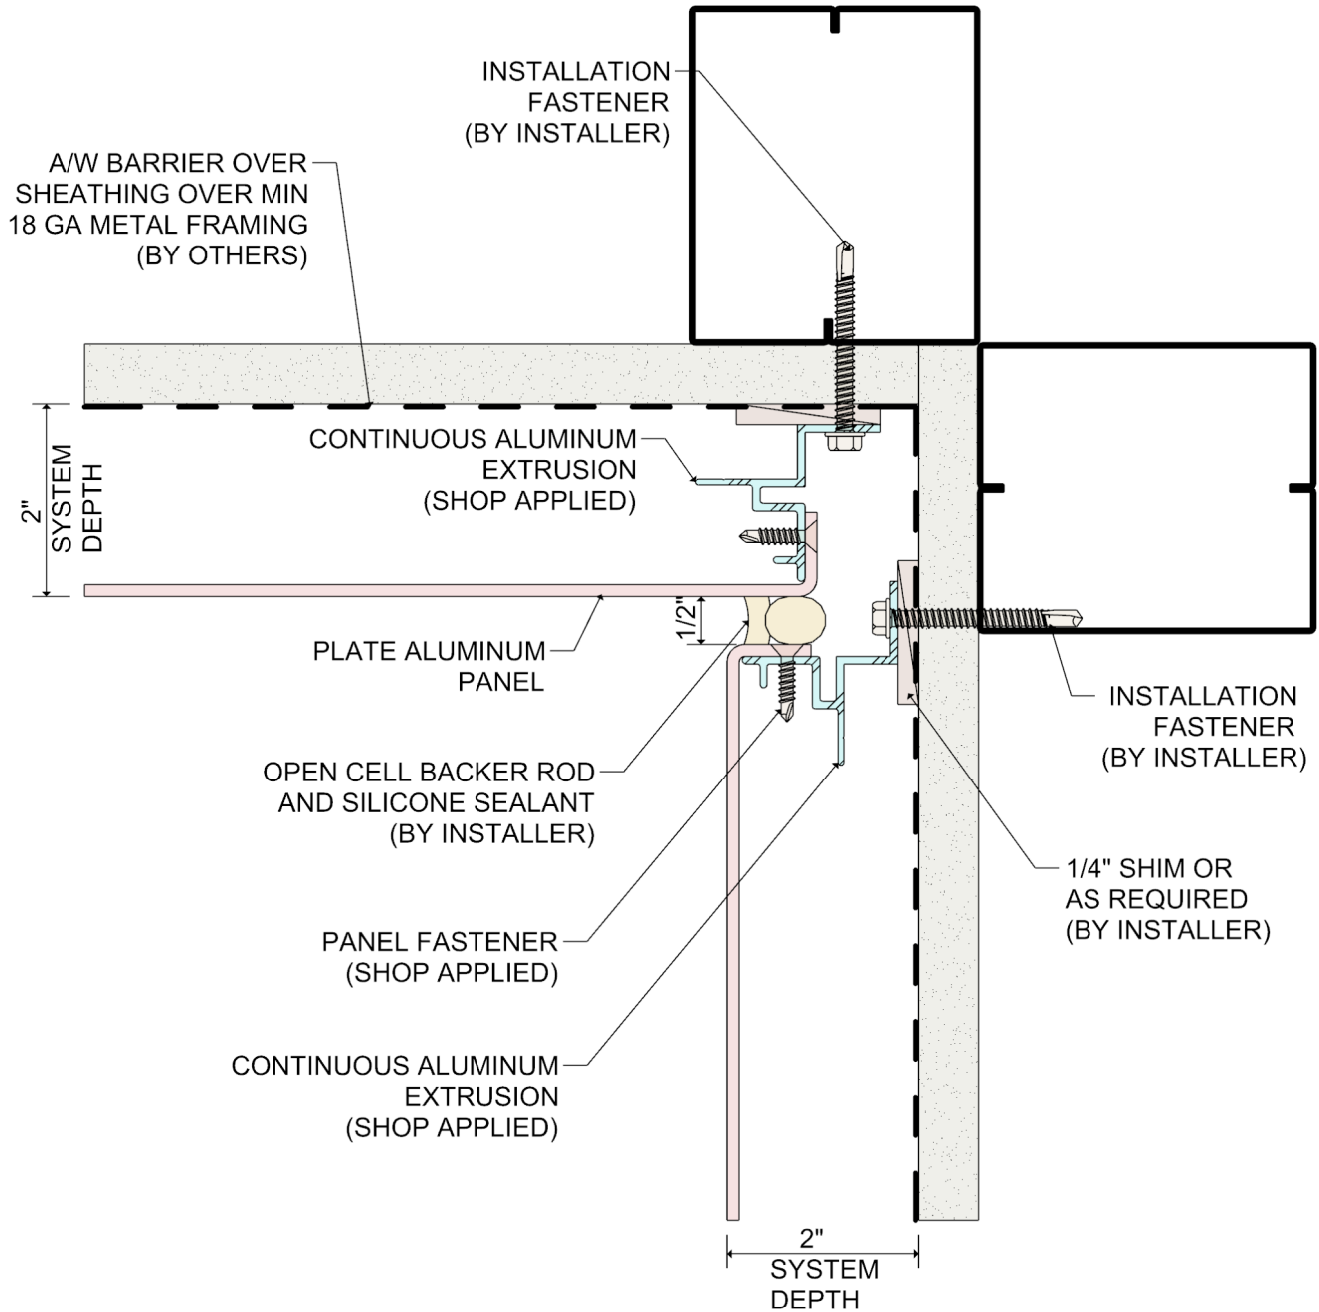 INSTALLATION
FASTENER
(BY INSTALLER)
A/W BARRIER OVER
SHEATHING OVER MIN
18 GA METAL FRAMING
(BY OTHERS)
CONTINUOUS ALUMINUM
EXTRUSION
(SHOP APPLIED)
2"
SYSTEM
DEPTH
1/2"
PLATE ALUMINUM
PANEL
INSTALLATION
FASTENER
(BY INSTALLER)
OPEN CELL BACKER ROD
AND SILICONE SEALANT
(BY INSTALLER)
1/4" SHIM OR
AS REQUIRED
(BY INSTALLER)
PANEL FASTENER
(SHOP APPLIED)
CONTINUOUS ALUMINUM
EXTRUSION
(SHOP APPLIED)
2"
SYSTEM
DEPTH